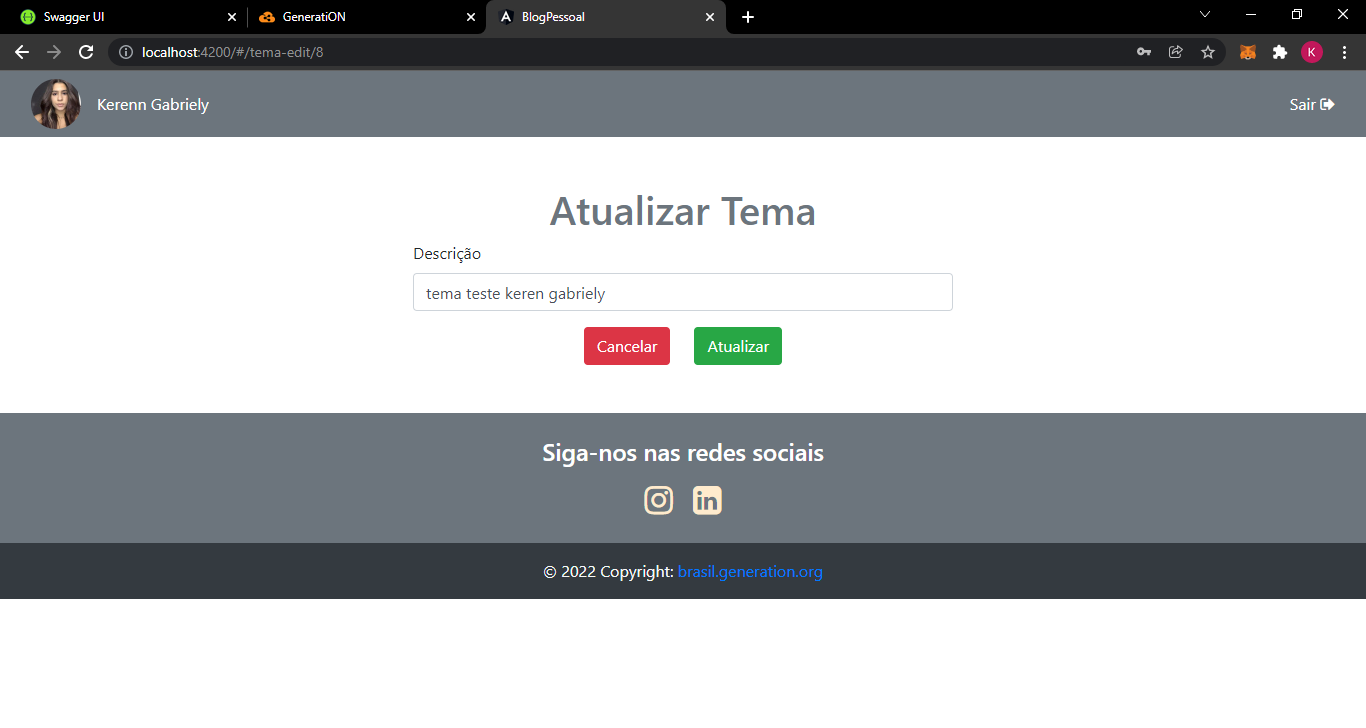 Swagger UI
GeneratiON
BlogPessoal
localhost:4200/#/tema-edit/8
K
Kerenn Gabriely
Sair
Atualizar Tema
Descrição
tema teste keren gabriely
Cancelar
Atualizar
Siga-nos nas redes sociais
in
© 2022 Copyright: brasil.generation.org